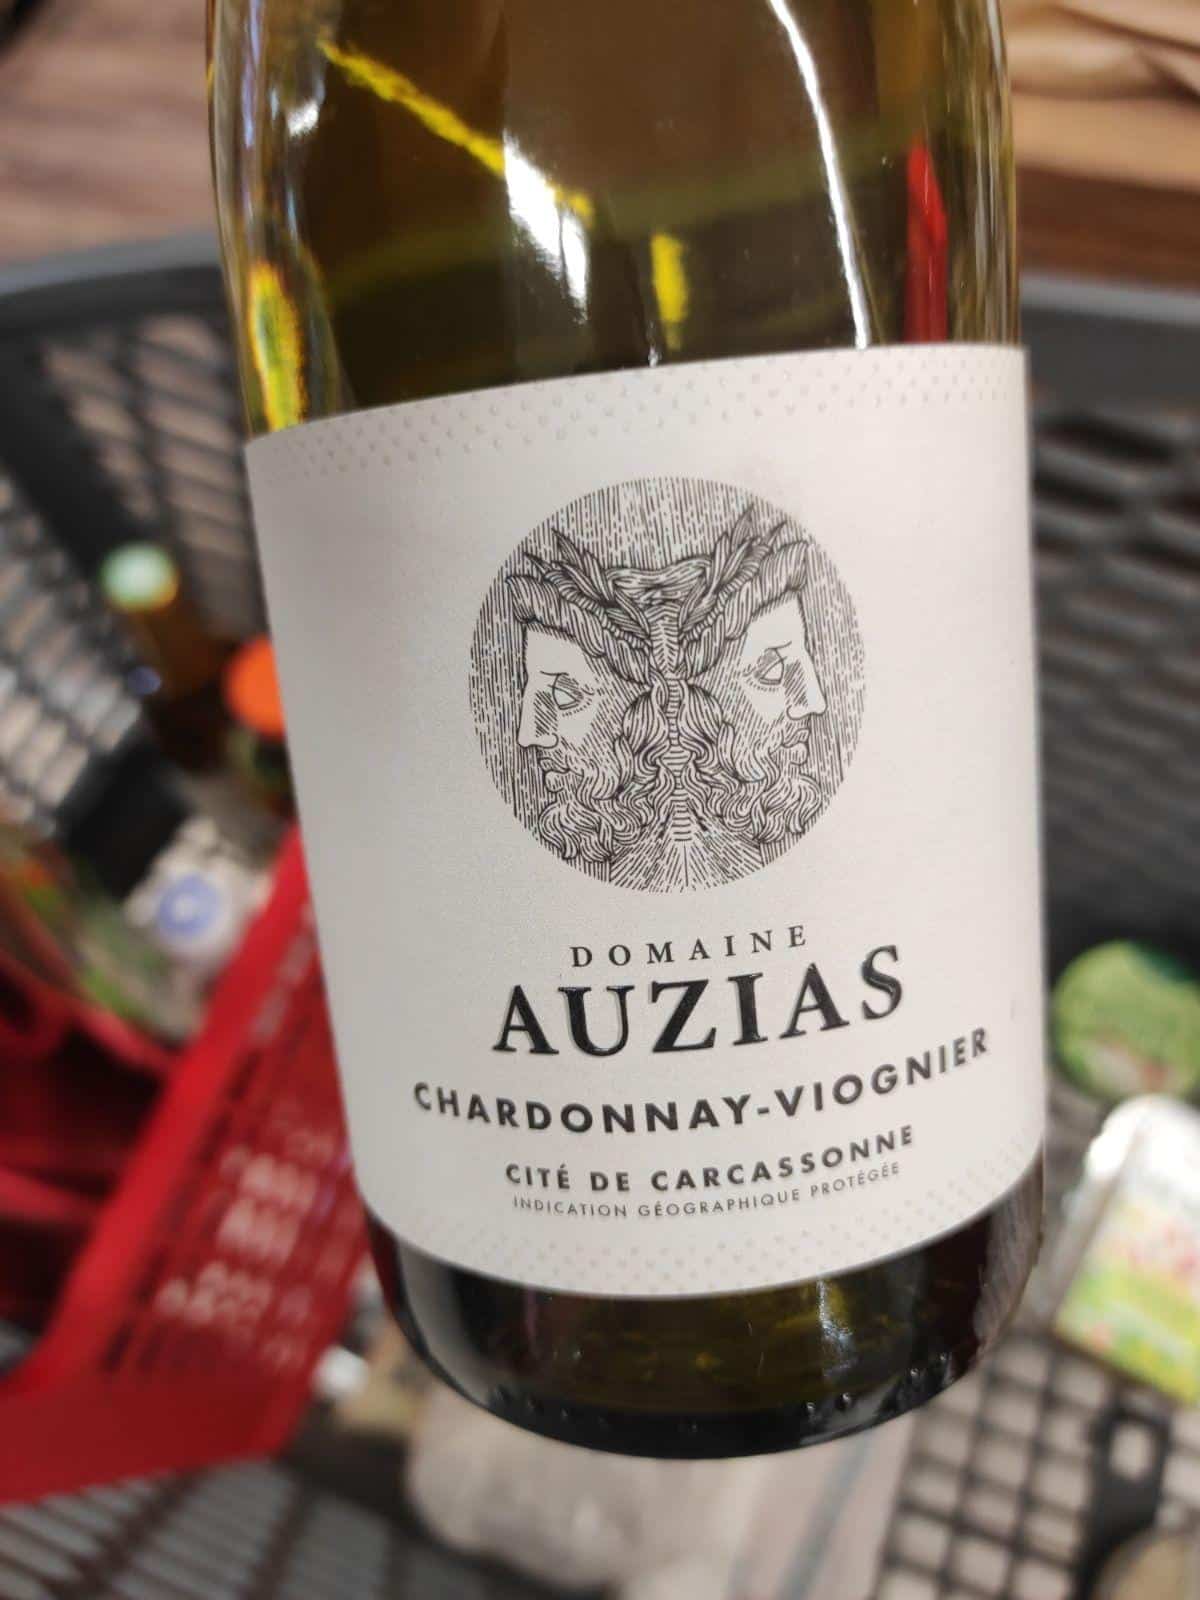 DOMAINE
AUZIAS
CHARDONNAY-VIOGNIER
CITÉ DE CARCASSONNE
INDICATION GÉOGRAPHIQUE PROTÉGÉE